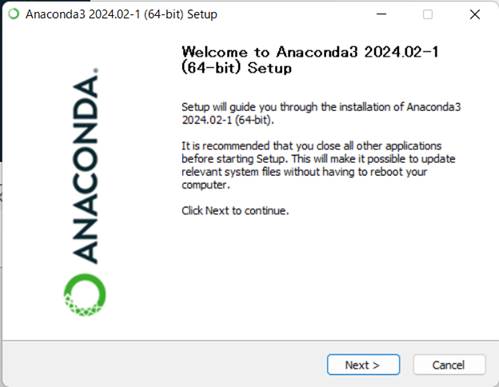 Anaconda3 2024.02-1 (64-bit) Setup
Welcome to Anaconda3 2024.02-1
(64-bit) Setup
Setup will guide you through the installation of Anaconda3
2024.02-1 (64-bit).
It is recommended that you close all other applications
before starting Setup. This will make it possible to update
relevant system files without having to reboot your
computer.
Click Next to continue.
ANACONDA.
Next >
Cancel